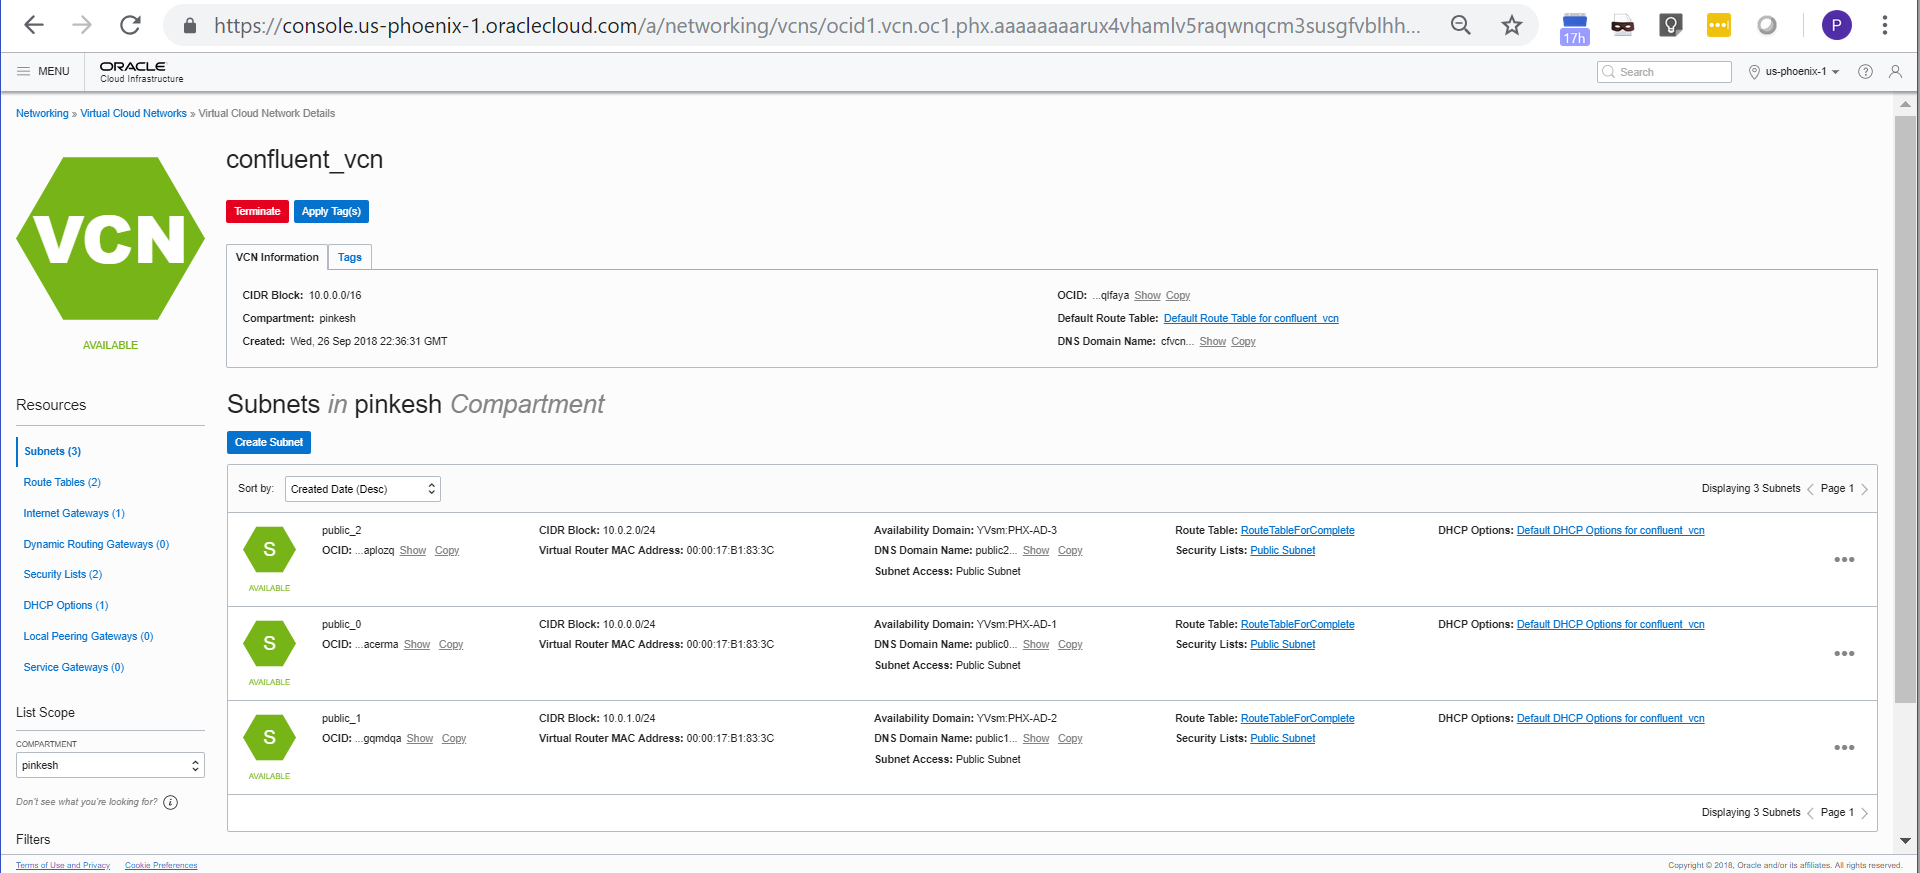 https://console.us-phoenix-1.oraclecloud.com/a/networking/vcns/ocid1.vcn.oc1.phx.aaaaaaaarux4vhamlv5raqwnqcm3susgfvblhh...
17h
P
MENU
ORACLE
Cloud Infrastructure
Search
us-phoenix-1
Networking » Virtual Cloud Networks » Virtual Cloud Network Details
VCN
AVAILABLE
confluent_vcn
Terminate Apply Tag(s)
VCN Information Tags
CIDR Block: 10.0.0.0/16
Compartment: pinkesh
Created: Wed, 26 Sep 2018 22:36:31 GMT
OCID: ...qlfaya Show Copy
Default Route Table: Default Route Table for confluent_vcn
DNS Domain Name: cfvcn... Show Copy
Resources
Subnets (3)
Route Tables (2)
Internet Gateways (1)
Dynamic Routing Gateways (0)
Security Lists (2)
DHCP Options (1)
Local Peering Gateways (0)
Service Gateways (0)
List Scope
COMPARTMENT
pinkesh
Don't see what you're looking for?
Filters
Subnets in pinkesh Compartment
Create Subnet
Sort by: Created Date (Desc)
Displaying 3 Subnets < Page 1 >
S
AVAILABLE
public_2
OCID: ...aplozq Show Copy
CIDR Block: 10.0.2.0/24
Virtual Router MAC Address: 00:00:17:B1:83:3C
Availability Domain: YVsm:PHX-AD-3
DNS Domain Name: public2... Show Copy
Subnet Access: Public Subnet
Route Table: RouteTableForComplete
Security Lists: Public Subnet
DHCP Options: Default DHCP Options for confluent_vcn
S
AVAILABLE
public_0
OCID: ...acerma Show Copy
CIDR Block: 10.0.0.0/24
Virtual Router MAC Address: 00:00:17:B1:83:3C
Availability Domain: YVsm:PHX-AD-1
DNS Domain Name: public0... Show Copy
Subnet Access: Public Subnet
Route Table: RouteTableForComplete
Security Lists: Public Subnet
DHCP Options: Default DHCP Options for confluent_vcn
S
AVAILABLE
public_1
OCID: ...gqmdqa Show Copy
CIDR Block: 10.0.1.0/24
Virtual Router MAC Address: 00:00:17:B1:83:3C
Availability Domain: YVsm:PHX-AD-2
DNS Domain Name: public1... Show Copy
Subnet Access: Public Subnet
Route Table: RouteTableForComplete
Security Lists: Public Subnet
DHCP Options: Default DHCP Options for confluent_vcn
Displaying 3 Subnets < Page 1 >
Terms of Use and Privacy Cookie Preferences
Copyright © 2018, Oracle and/or its affiliates. All rights reserved.